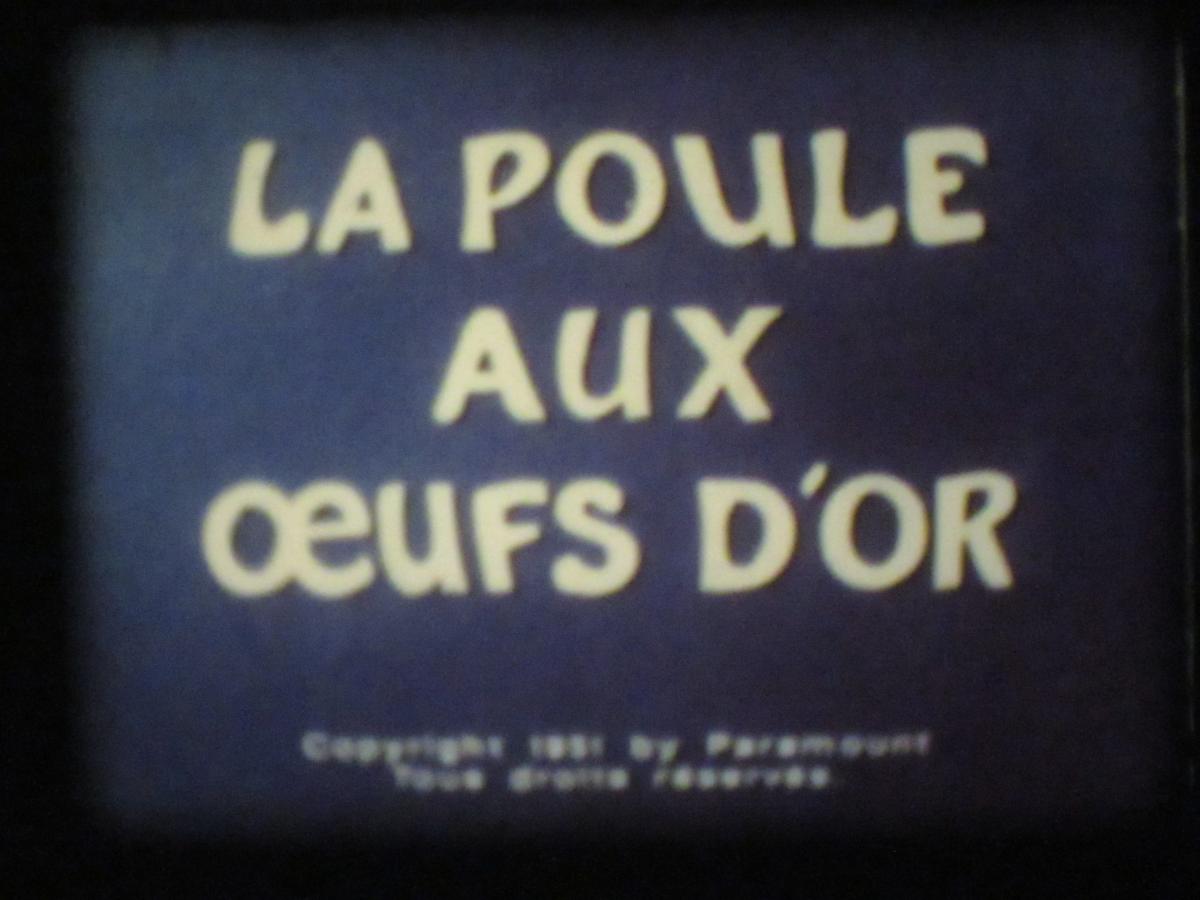 LA POULE
AUX
ŒUFS D'OR
Copyright 1951 by Paramount
Tous droits réservés.